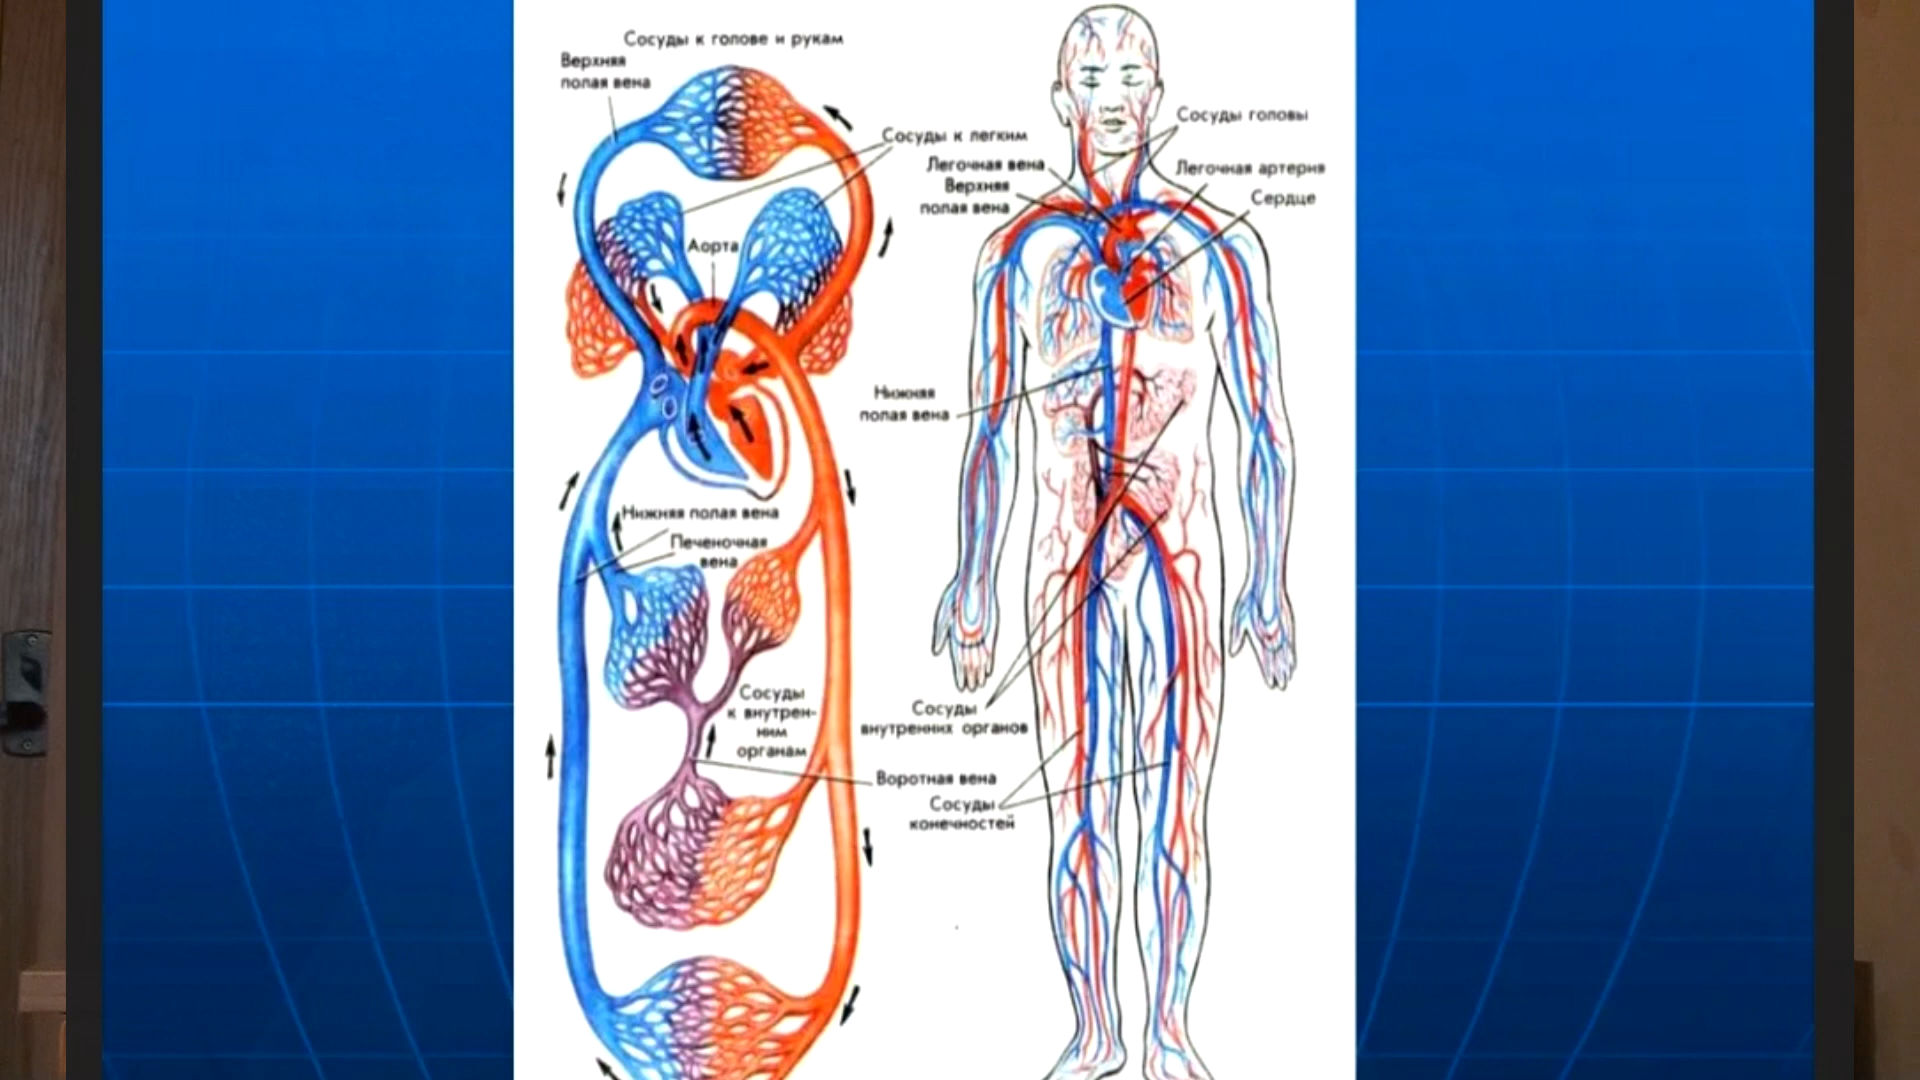 Сосуды к голове и рукам
Верхняя
полая вена
Сосуды к легким
Аорта
Нижняя полая вена
Печеночная
вена
Сосуды
к внутрен-
ним
органам
Воротная вена
Сосуды головы
Легочная вена
Верхняя
полая вена
Легочная артерия
Сердце
Нижняя
полая вена
Сосуды
внутренних органов
Сосуды
конечностей